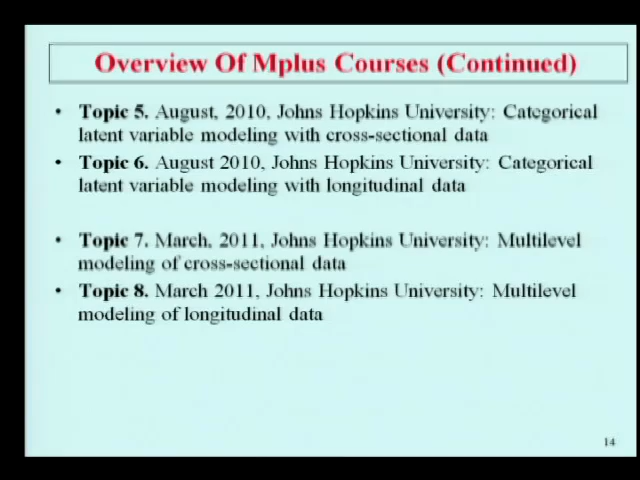 Overview Of Mplus Courses (Continued)
• Topic 5. August, 2010, Johns Hopkins University: Categorical
latent variable modeling with cross-sectional data
• Topic 6. August 2010, Johns Hopkins University: Categorical
latent variable modeling with longitudinal data
• Topic 7. March, 2011, Johns Hopkins University: Multilevel
modeling of cross-sectional data
• Topic 8. March 2011, Johns Hopkins University: Multilevel
modeling of longitudinal data
14